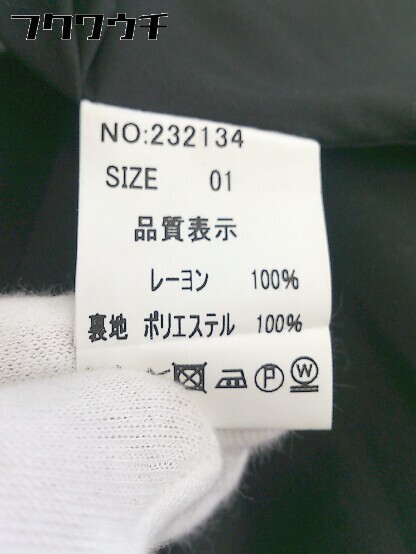 フクワウチ
NO:232134
SIZE 01
品質表示
レーヨン 100%
裏地 ポリエステル 100%
P W